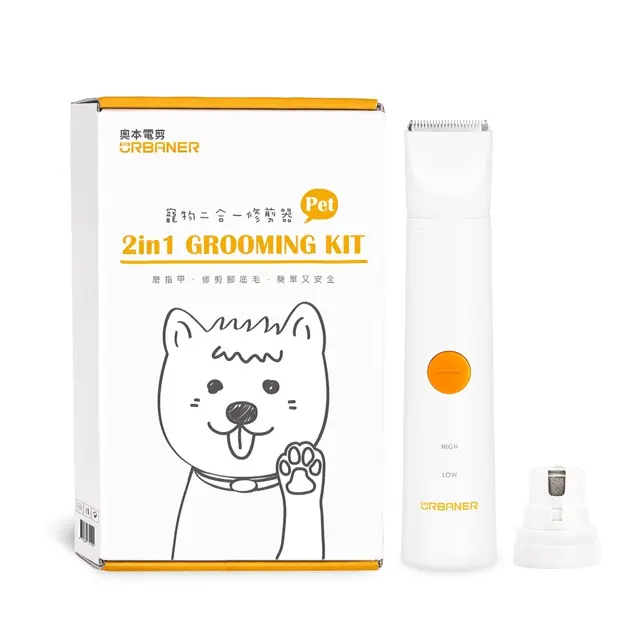 奧本電剪
URBANER
寵物二合一修剪器
Pet
2in1 GROOMING KIT
磨指甲・修剪腳底毛・簡單又安全
HIGH
LOW
URBANER